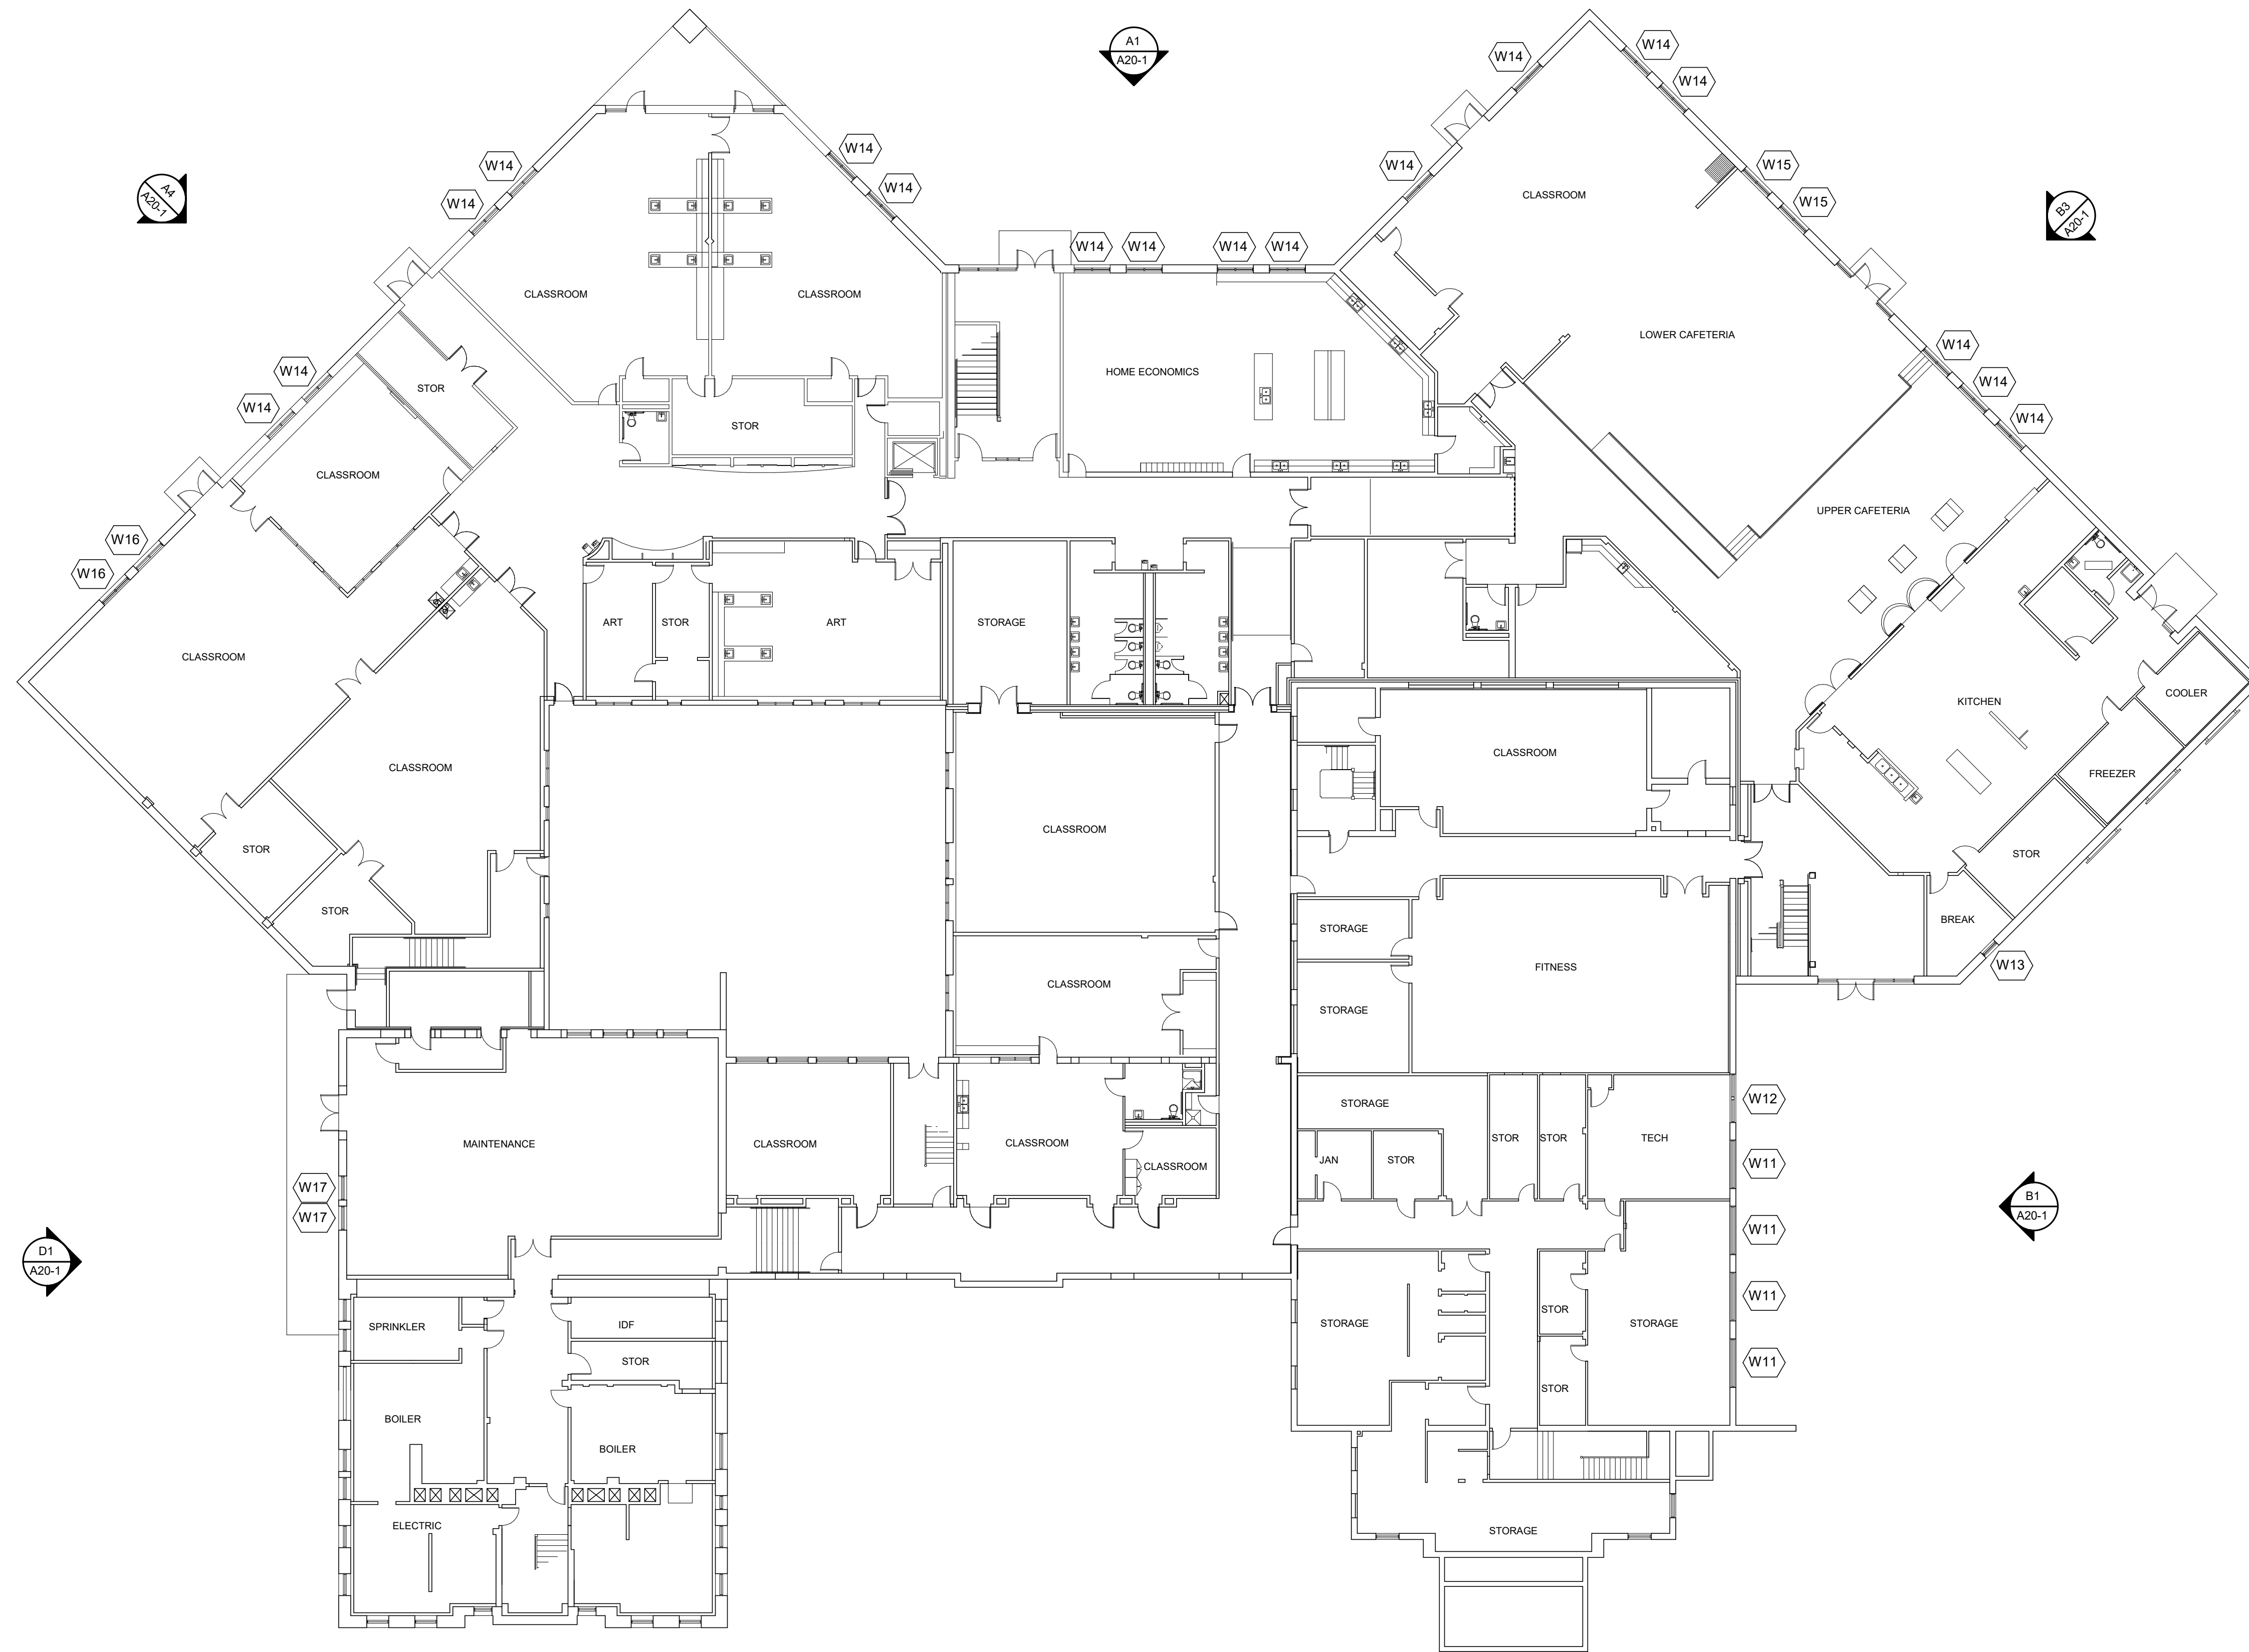 A1
A20-1
W14
W14
W14
W14
W14
W14
W14
W14
A4
A20-1
W14
CLASSROOM
W15
W14
W15
B3
A20-1
W14
W14
W14
W14
CLASSROOM
CLASSROOM
LOWER CAFETERIA
W14
W14
HOME ECONOMICS
W14
STOR
W14
W14
W14
STOR
CLASSROOM
UPPER CAFETERIA
W16
W16
ART
STOR
ART
STORAGE
CLASSROOM
COOLER
KITCHEN
CLASSROOM
CLASSROOM
FREEZER
CLASSROOM
STOR
STOR
STOR
BREAK
STORAGE
FITNESS
W13
CLASSROOM
STORAGE
W12
STORAGE
MAINTENANCE
CLASSROOM
CLASSROOM
STOR
STOR
TECH
JAN
STOR
W11
CLASSROOM
W17
W17
B1
A20-1
W11
D1
A20-1
W11
STOR
SPRINKLER
IDF
STORAGE
STORAGE
STOR
W11
STOR
BOILER
BOILER
ELECTRIC
STORAGE